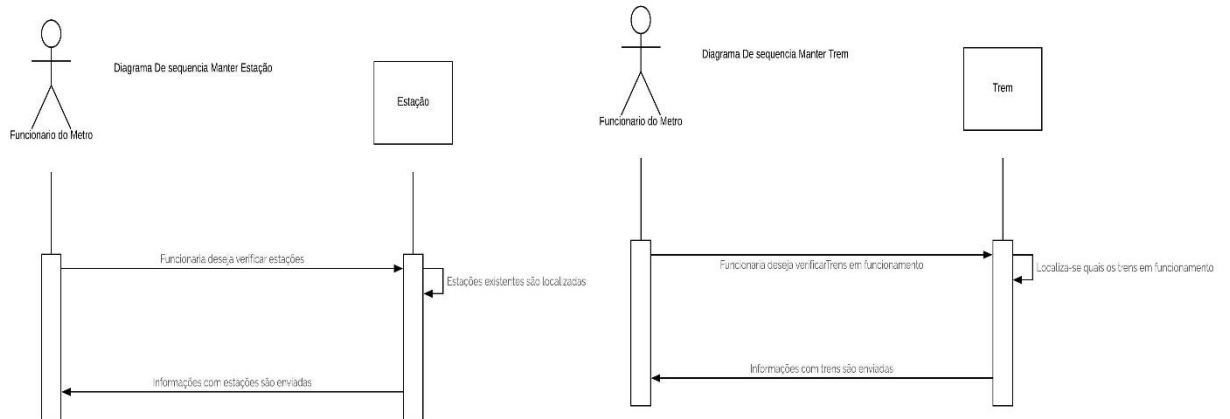 Diagrama De sequencia Manter Estação
Estação
Funcionario do Metro
Funcionaria deseja verificar estações
Estações existentes são localizadas
Informações com estações são enviadas
Diagrama De sequencia Manter Trem
Trem
Funcionario do Metro
Funcionaria deseja verificarTrens em funcionamento
Localiza-se quais os trens em funcionamento
Informações com trens são enviadas